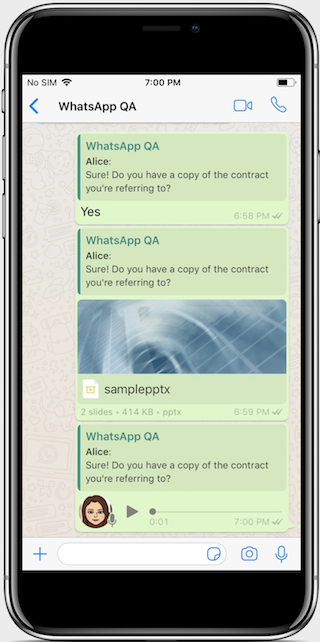 No SIM 7:00 PM
WhatsApp QA
WhatsApp QA
Alice:
Sure! Do you have a copy of the contract
you're referring to?
Yes
6:58 PM
WhatsApp QA
Alice:
Sure! Do you have a copy of the contract
you're referring to?
samplepptx
2 slides • 414 KB • pptx 6:59 PM
WhatsApp QA
Alice:
Sure! Do you have a copy of the contract
you're referring to?
0:01 7:00 PM